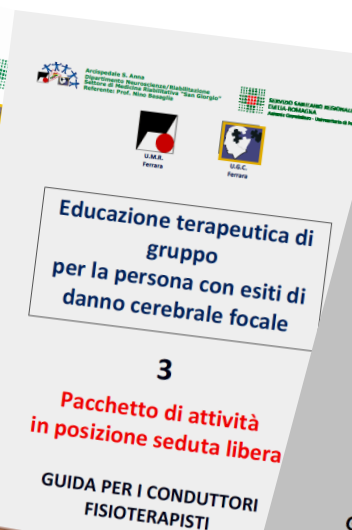 Arcispedale S. Anna
Dipartimento Neuroscienze/Riabilitazione
Settore di Medicina Riabilitativa "San Giorgio"
Referente: Prof. Nino Basaglia
SERVIZIO SANITARIO REGIONALE
EMILIA-ROMAGNA
U.M.R.
Ferrara
U.G.C.
Ferrara
Educazione terapeutica di
gruppo
per la persona con esiti di
danno cerebrale focale
3
Pacchetto di attività
in posizione seduta libera
GUIDA PER I CONDUTTORI
FISIOTERAPISTI